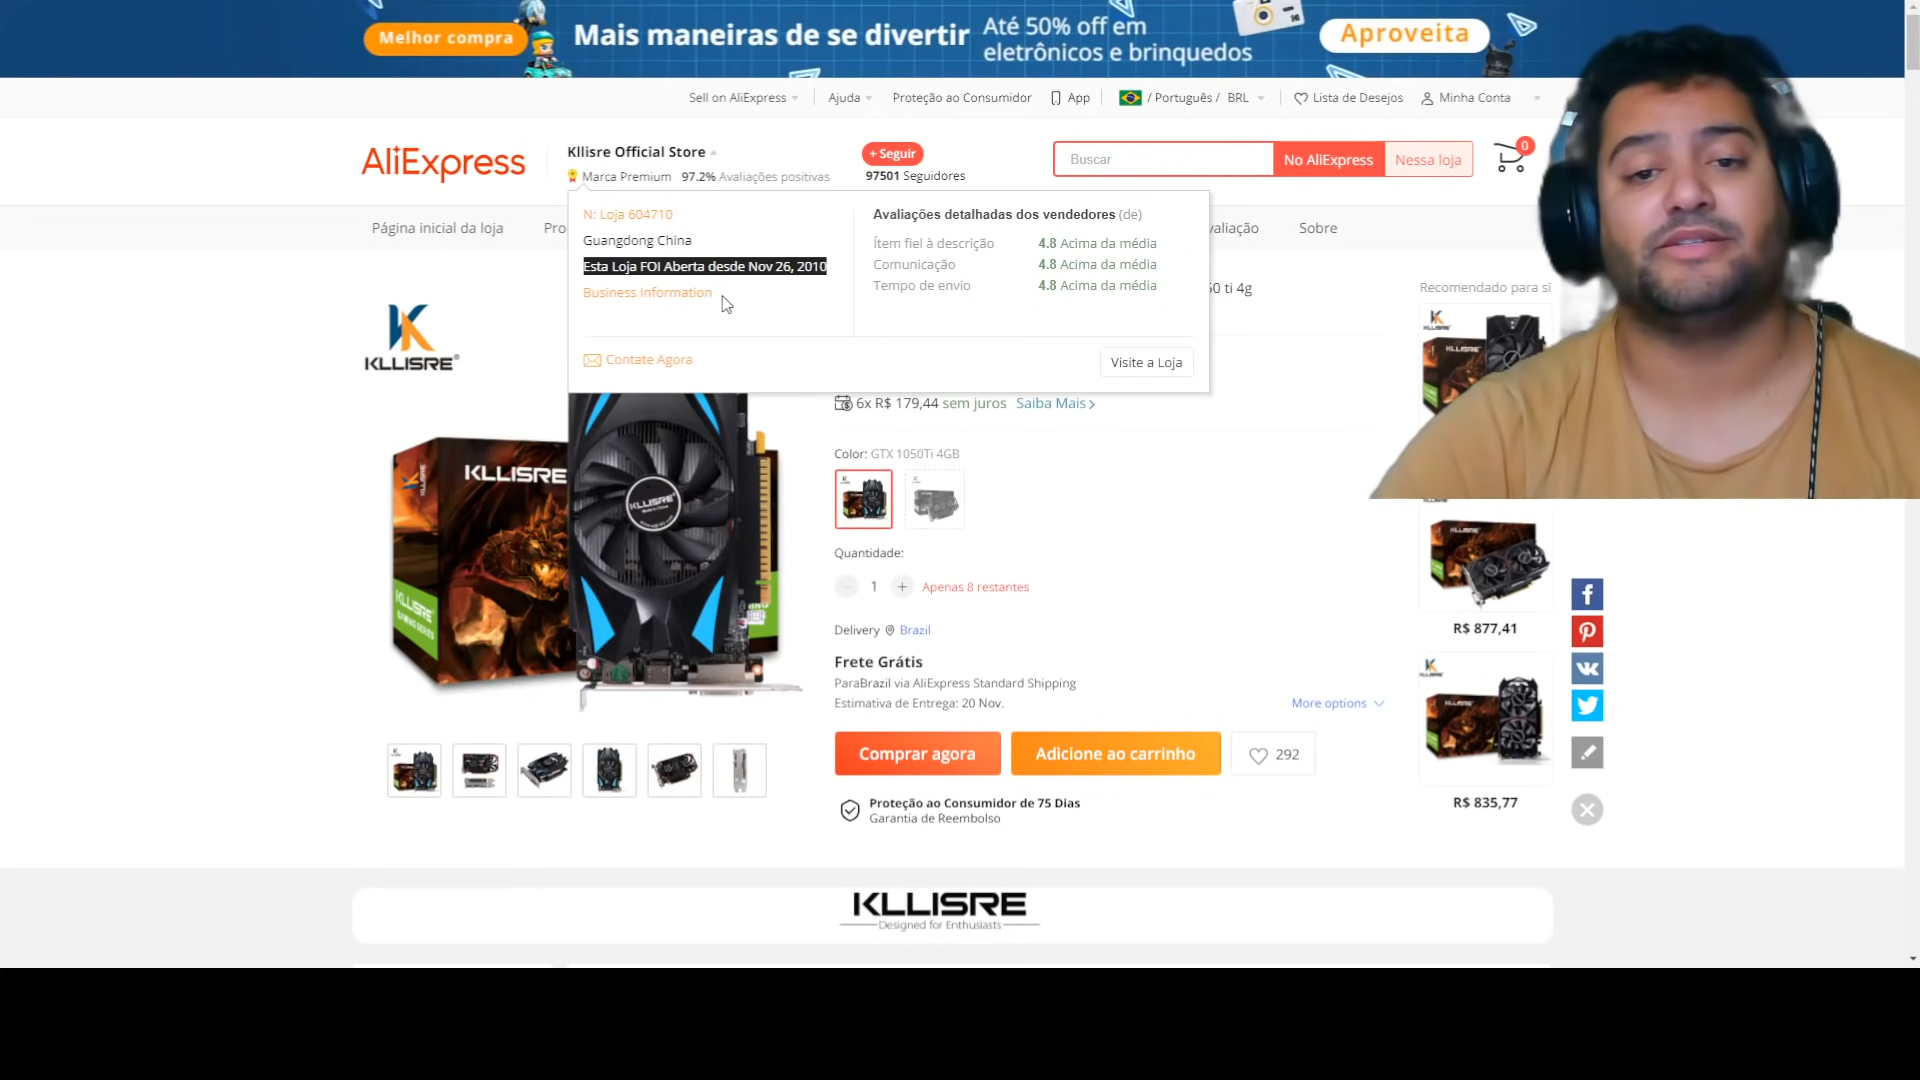 Melhor compra
Mais maneiras de se divertir
Até 50% off em
eletrônicos e brinquedos
Aproveita
Sell on AliExpress
Ajuda
Proteção ao Consumidor
App
/ Português / BRL
Lista de Desejos
Minha Conta
AliExpress
Kllisre Official Store
Marca Premium 97.2% Avaliações positivas
+ Seguir
97501 Seguidores
Buscar
No AliExpress
Nessa loja
0
Página inicial da loja
Pro
valiação
Sobre
N: Loja 604710
Guangdong China
Esta Loja FOI Aberta desde Nov 26, 2010
Business Information
Contate Agora
Avaliações detalhadas dos vendedores (de)
Ítem fiel à descrição 4.8 Acima da média
Comunicação 4.8 Acima da média
Tempo de envio 4.8 Acima da média
Visite a Loja
50 ti 4g
Recomendado para si
KLLISRE
KLLISRE
KLLISRE
6x R$ 179,44 sem juros Saiba Mais
Color: GTX 1050Ti 4GB
Quantidade:
1
Apenas 8 restantes
Delivery Brazil
Frete Grátis
ParaBrazil via AliExpress Standard Shipping
Estimativa de Entrega: 20 Nov.
More options
Comprar agora
Adicione ao carrinho
292
Proteção ao Consumidor de 75 Dias
Garantia de Reembolso
R$ 877,41
R$ 835,77
KLLISRE
Designed for Enthusiasts